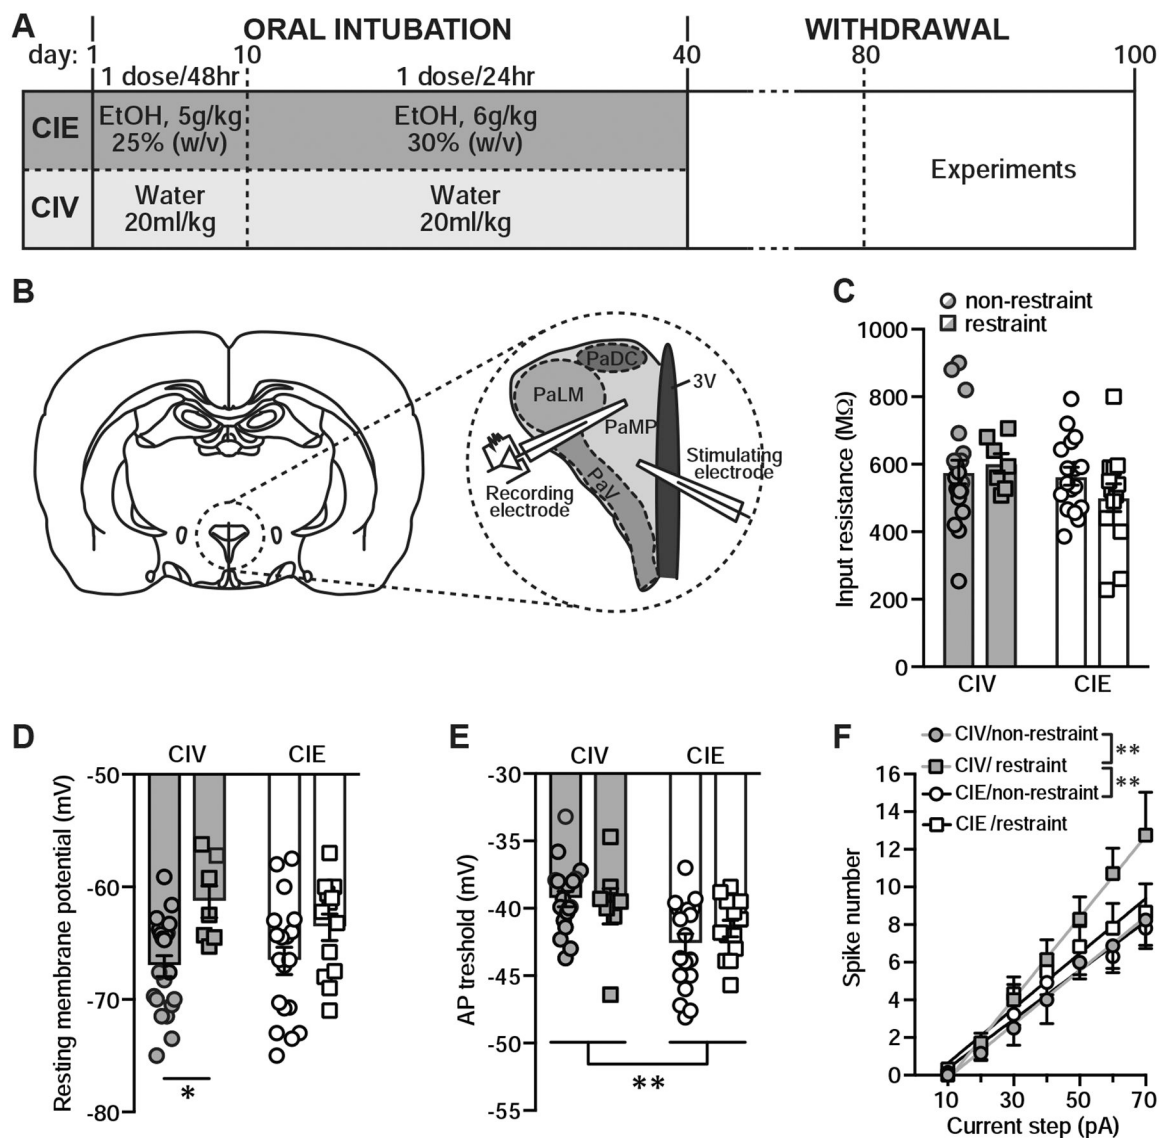 A
ORAL INTUBATION
WITHDRAWAL
day: 1 10 40 80 100
1 dose/48hr 1 dose/24hr
CIE
EtOH, 5g/kg
25% (w/v)
EtOH, 6g/kg
30% (w/v)
CIV
Water
20ml/kg
Water
20ml/kg
Experiments
B
PaDC
PaLM
3V
PaMP
Stimulating
electrode
PaV
Recording
electrode
C
non-restraint
restraint
Input resistance (MΩ)
1000
800
600
400
200
0
CIV CIE
D
CIV CIE
Resting membrane potential (mV)
-50
-60
-70
-80
*
E
CIV CIE
AP treshold (mV)
-30
-35
-40
-45
-50
-55
**
F
CIV/non-restraint
**
CIV/ restraint
**
CIE/non-restraint
CIE /restraint
Spike number
16
14
12
10
8
6
4
2
0
10 30 50 70
Current step (pA)